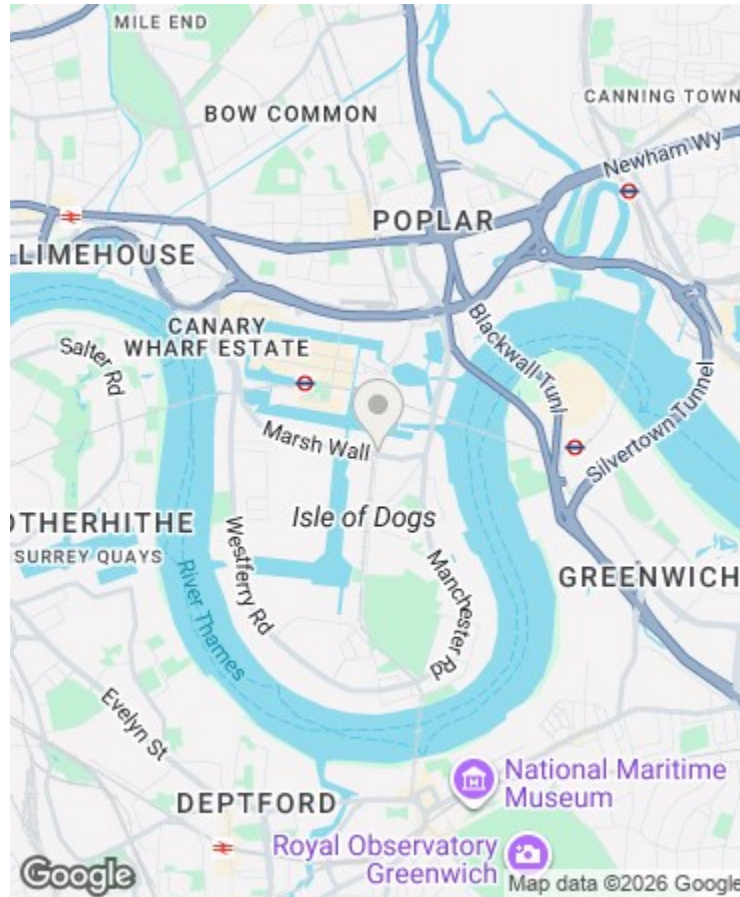 MILE END
BOW COMMON
CANNING TOWN
Newham Wy
POPLAR
LIMEHOUSE
CANARY
WHARF ESTATE
Salter Rd
Blackwall Tunl
Silvertown Tunnel
Marsh Wall
OTHERHITHE
SURREY QUAYS
Isle of Dogs
Westferry Rd
River Thames
Manchester Rd
GREENWICH
Evelyn St
DEPTFORD
National Maritime
Museum
Royal Observatory
Greenwich
Google
Map data ©2026 Google